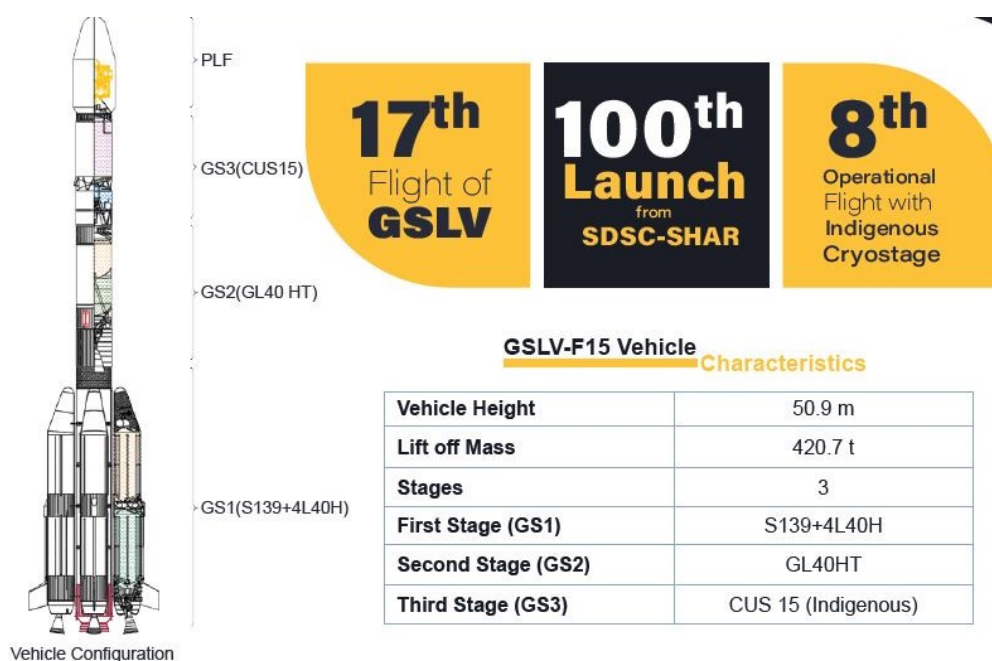 PLF
GS3(CUS15)
GS2(GL40 HT)
GS1(S139+4L40H)
Vehicle Configuration
17th
Flight of
GSLV
100th
Launch
from
SDSC-SHAR
8th
Operational
Flight with
Indigenous
Cryostage
GSLV-F15 Vehicle Characteristics
Vehicle Height 50.9 m
Lift off Mass 420.7 t
Stages 3
First Stage (GS1) S139+4L40H
Second Stage (GS2) GL40HT
Third Stage (GS3) CUS 15 (Indigenous)